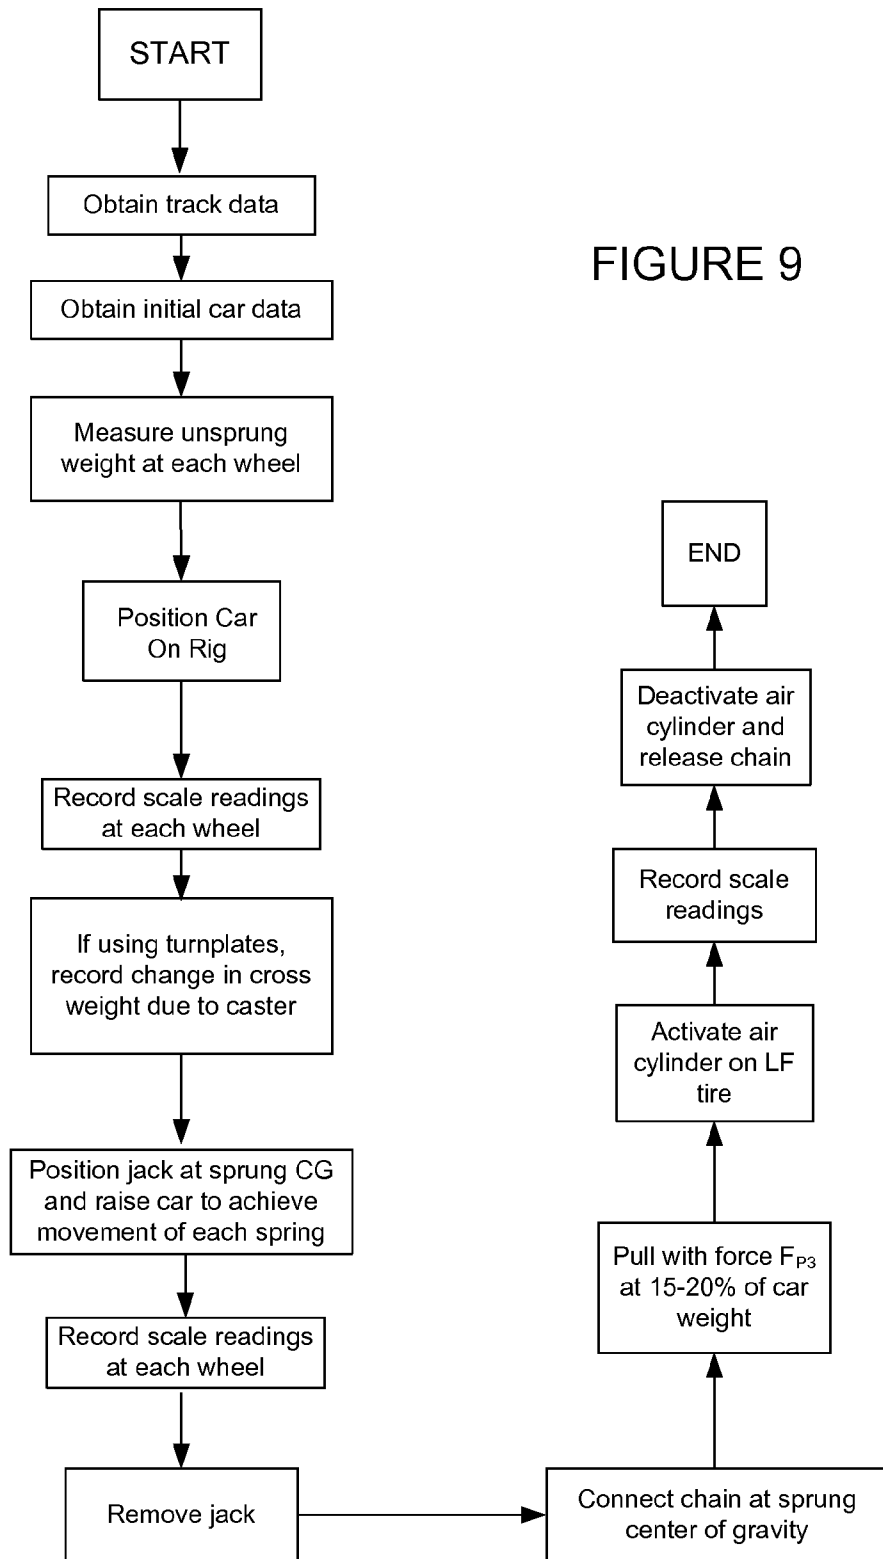 START
Obtain track data
FIGURE 9
Obtain initial car data
Measure unsprung
weight at each wheel
Position Car
On Rig
Record scale readings
at each wheel
If using turnplates,
record change in cross
weight due to caster
Position jack at sprung CG
and raise car to achieve
movement of each spring
Record scale readings
at each wheel
Remove jack
Connect chain at sprung
center of gravity
Pull with force FP3
at 15-20% of car
weight
Activate air
cylinder on LF
tire
Record scale
readings
Deactivate air
cylinder and
release chain
END